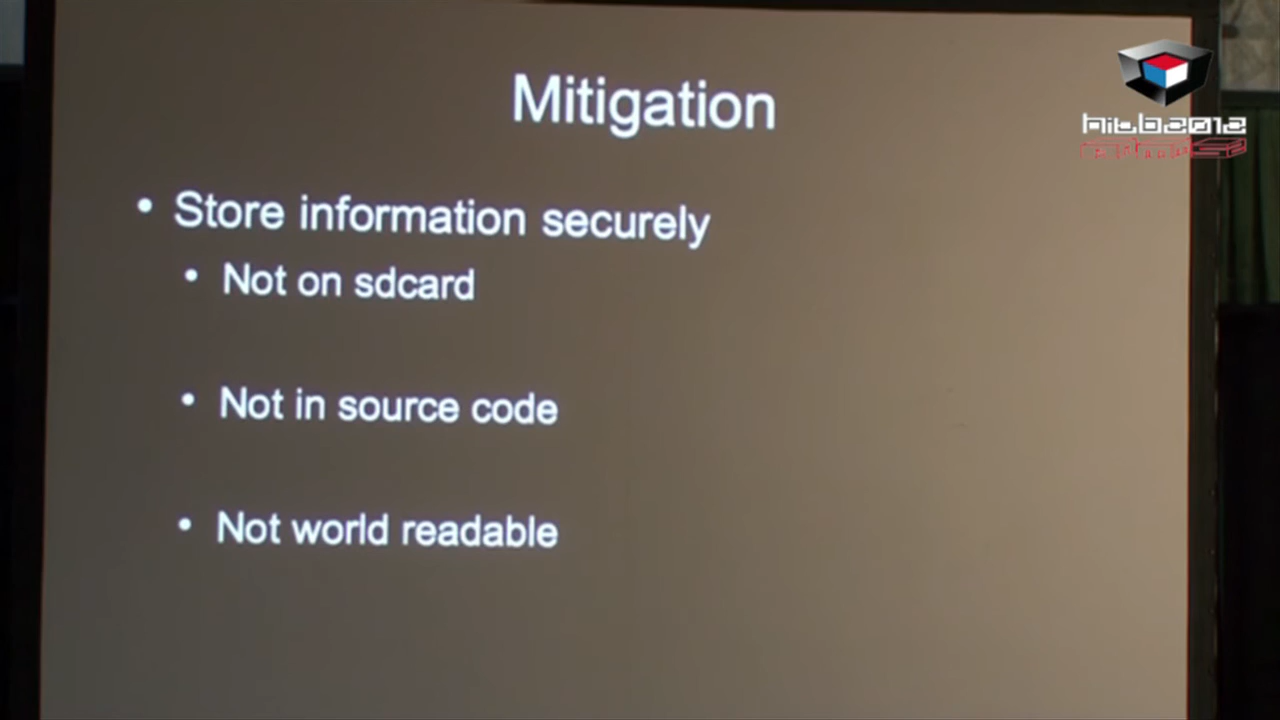 Mitigation
• Store information securely
• Not on sdcard
• Not in source code
• Not world readable
hitb2012